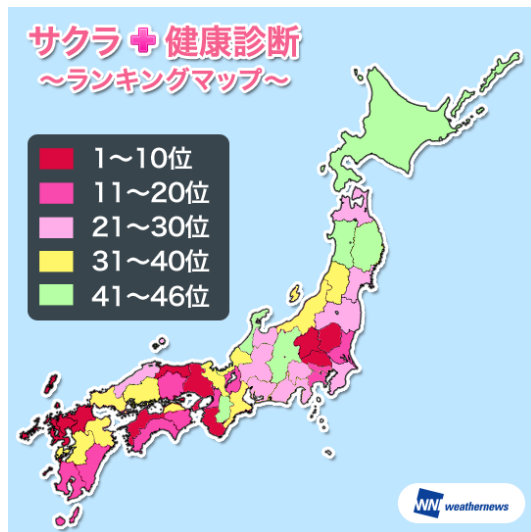 サクラ✚健康診断
～ランキングマップ～
1～10位
11～20位
21～30位
31～40位
41～46位
WNI weathernews